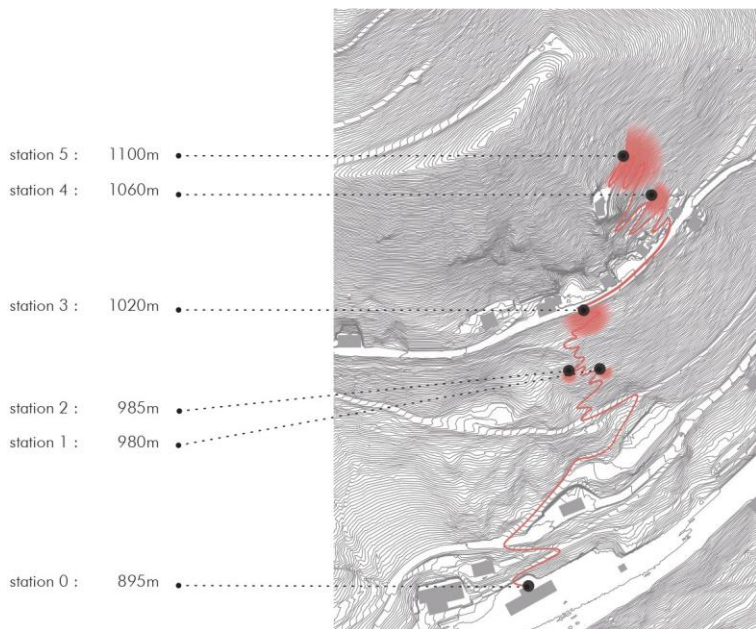 station 5 : 1100m
station 4 : 1060m
station 3 : 1020m
station 2 : 985m
station 1 : 980m
station 0 : 895m